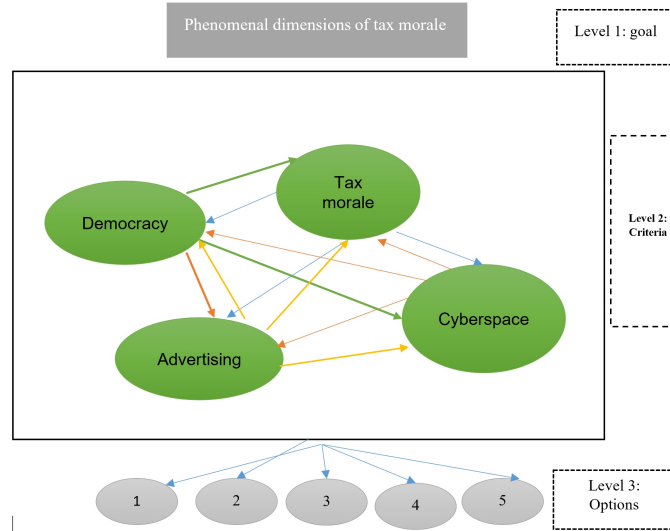 Phenomenal dimensions of tax morale
Level 1: goal
Tax
morale
Democracy
Level 2:
Criteria
Cyberspace
Advertising
1
2
3
4
5
Level 3:
Options